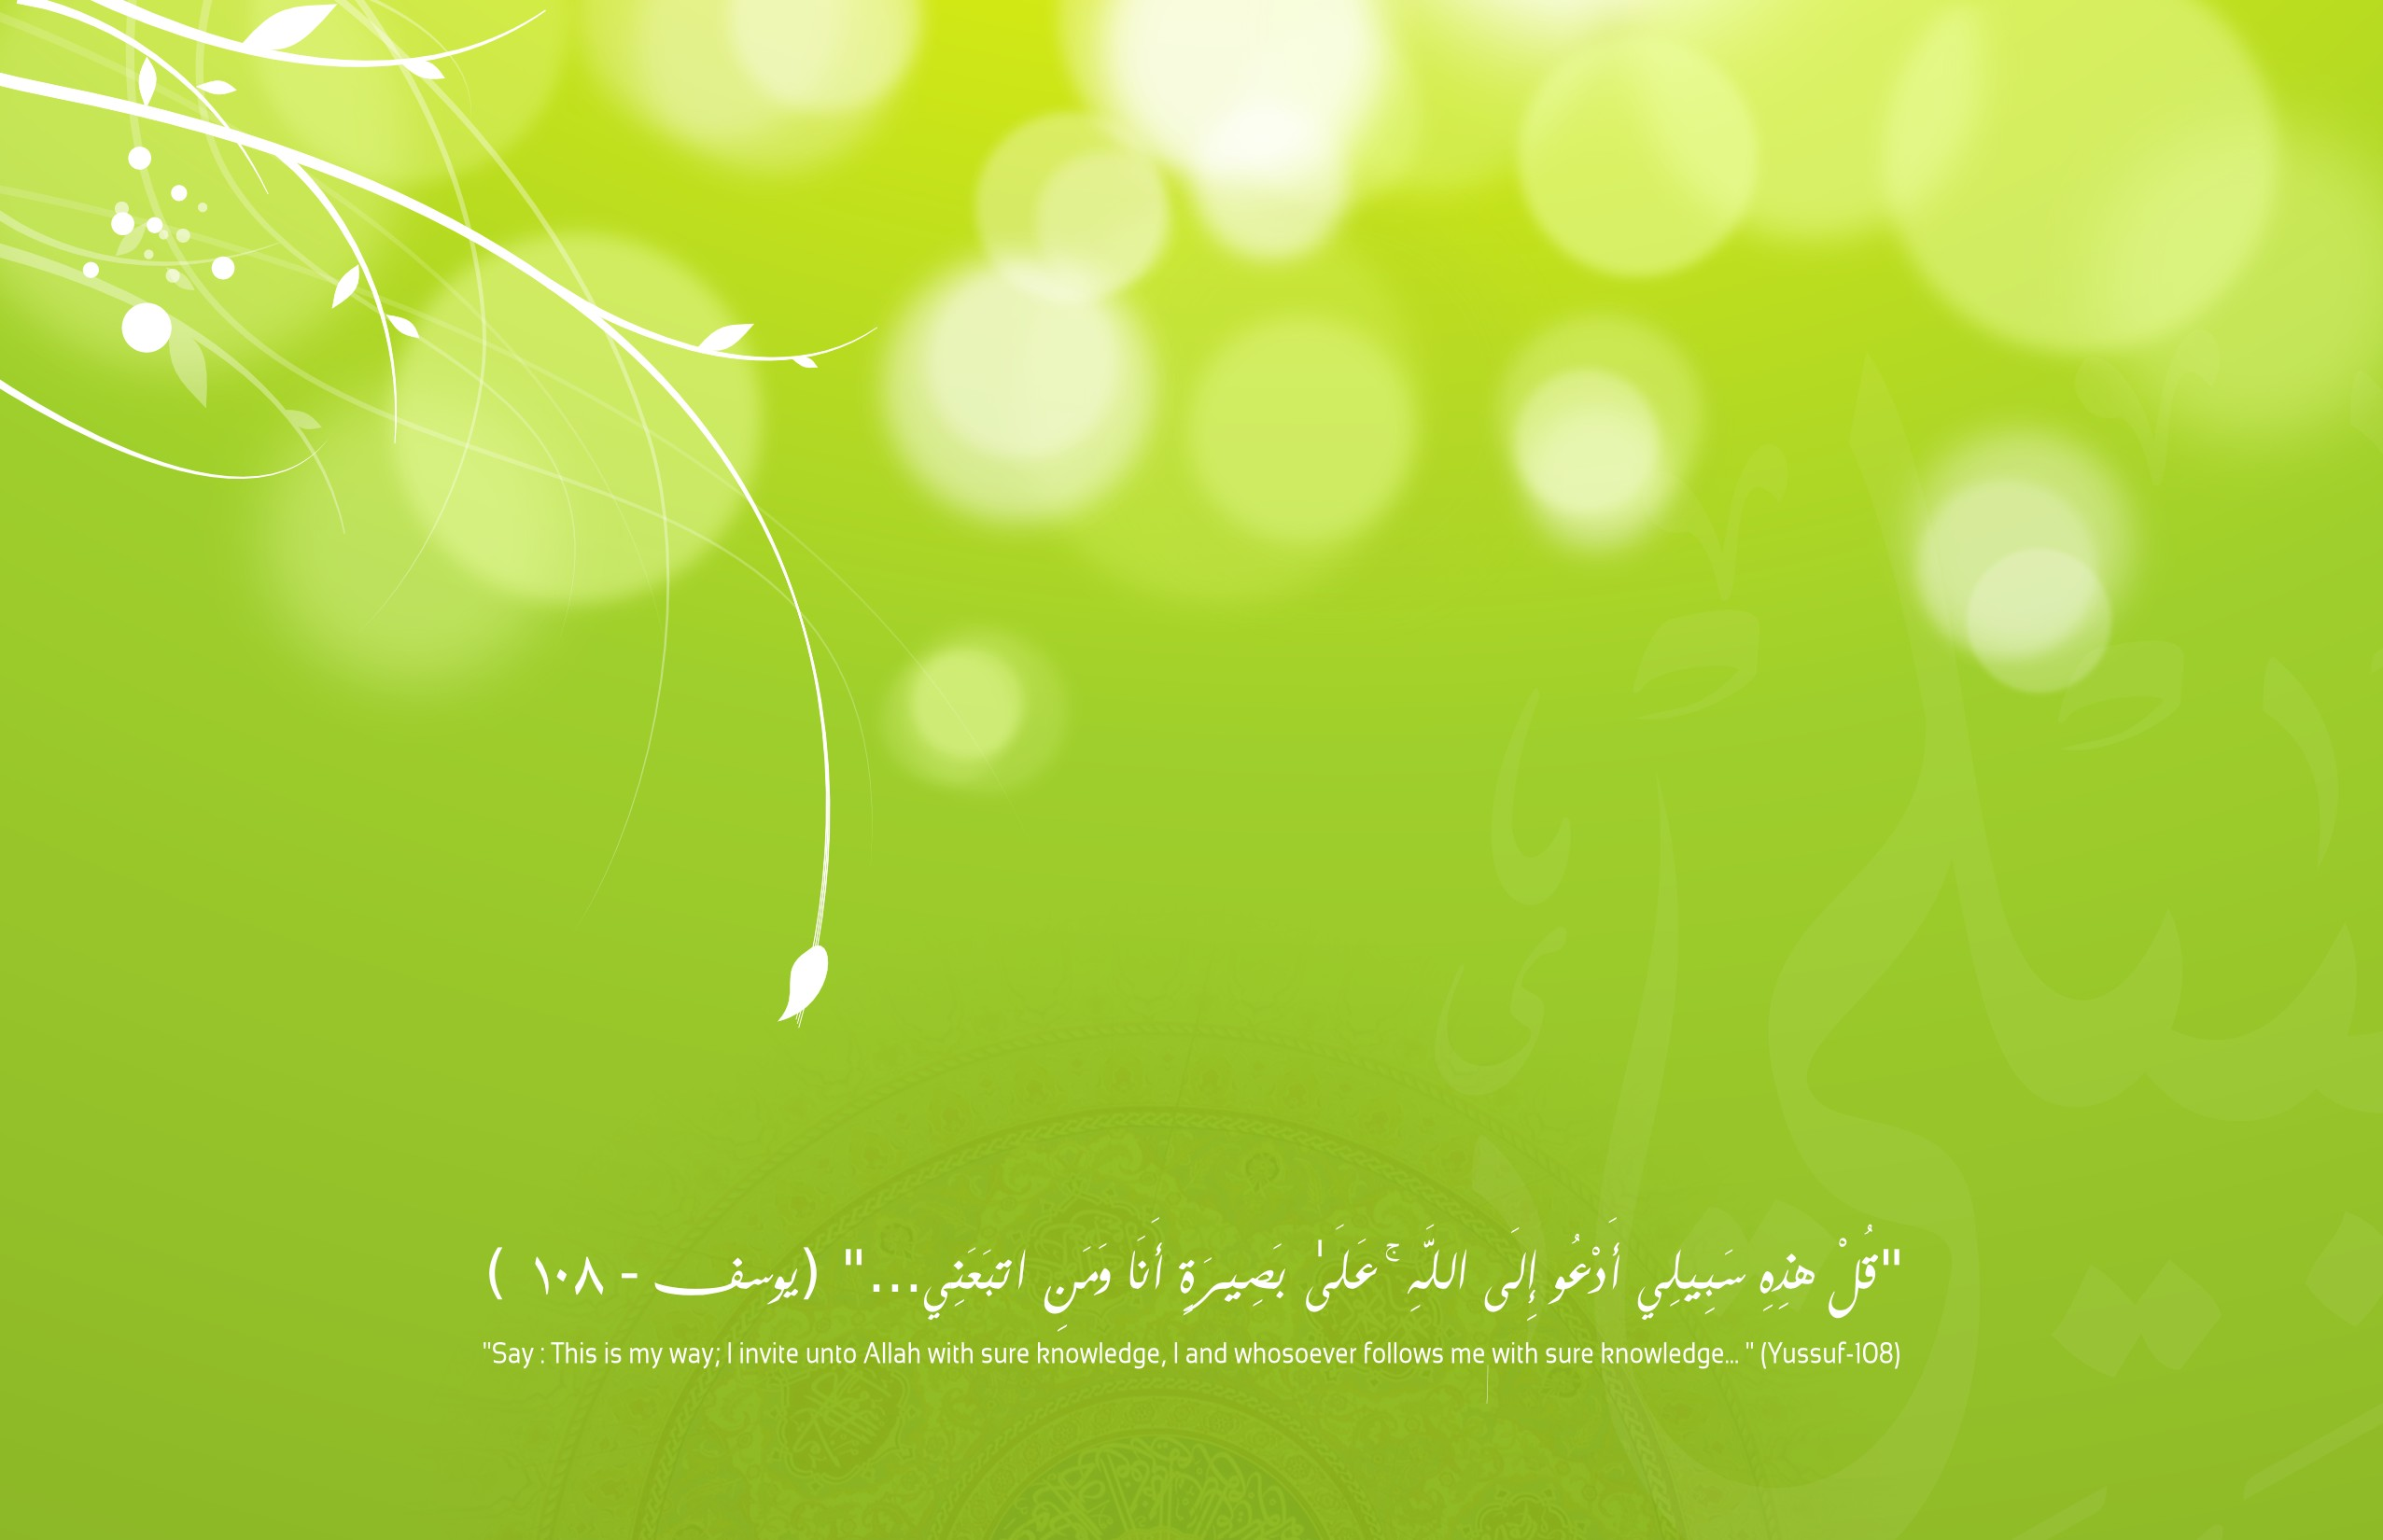 "قُلْ هذِهِ سَبِيلِي أَدْعُو إِلَى اللَّهِ ۚ عَلَىٰ بَصِيرَةٍ أَنَا وَمَنِ اتبَعَنِي..." (يوسف - ١٠٨ )
"Say : This is my way; I invite unto Allah with sure knowledge, I and whosoever follows me with sure knowledge... " (Yussuf-108)